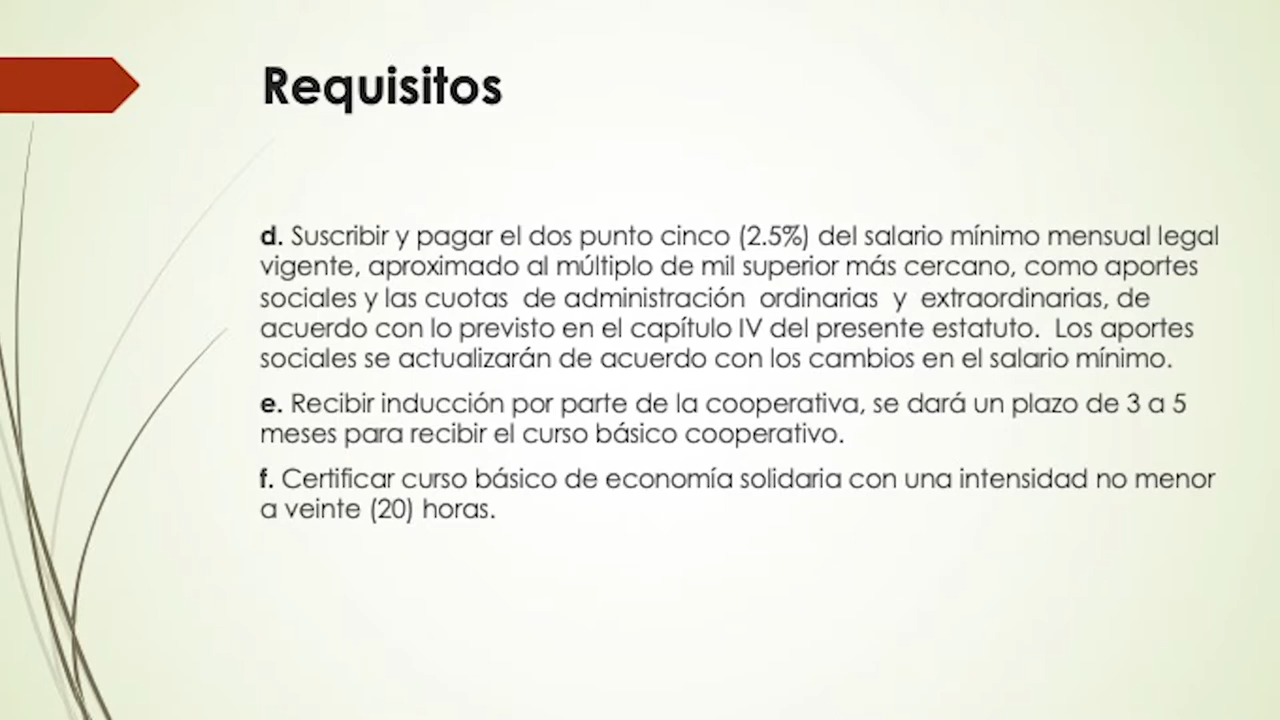 Requisitos
d. Suscribir y pagar el dos punto cinco (2.5%) del salario mínimo mensual legal
vigente, aproximado al múltiplo de mil superior más cercano, como aportes
sociales y las cuotas  de administración  ordinarias  y  extraordinarias, de
acuerdo con lo previsto en el capítulo IV del presente estatuto.  Los aportes
sociales se actualizarán de acuerdo con los cambios en el salario mínimo.
e. Recibir inducción por parte de la cooperativa, se dará un plazo de 3 a 5
meses para recibir el curso básico cooperativo.
f. Certificar curso básico de economía solidaria con una intensidad no menor
a veinte (20) horas.